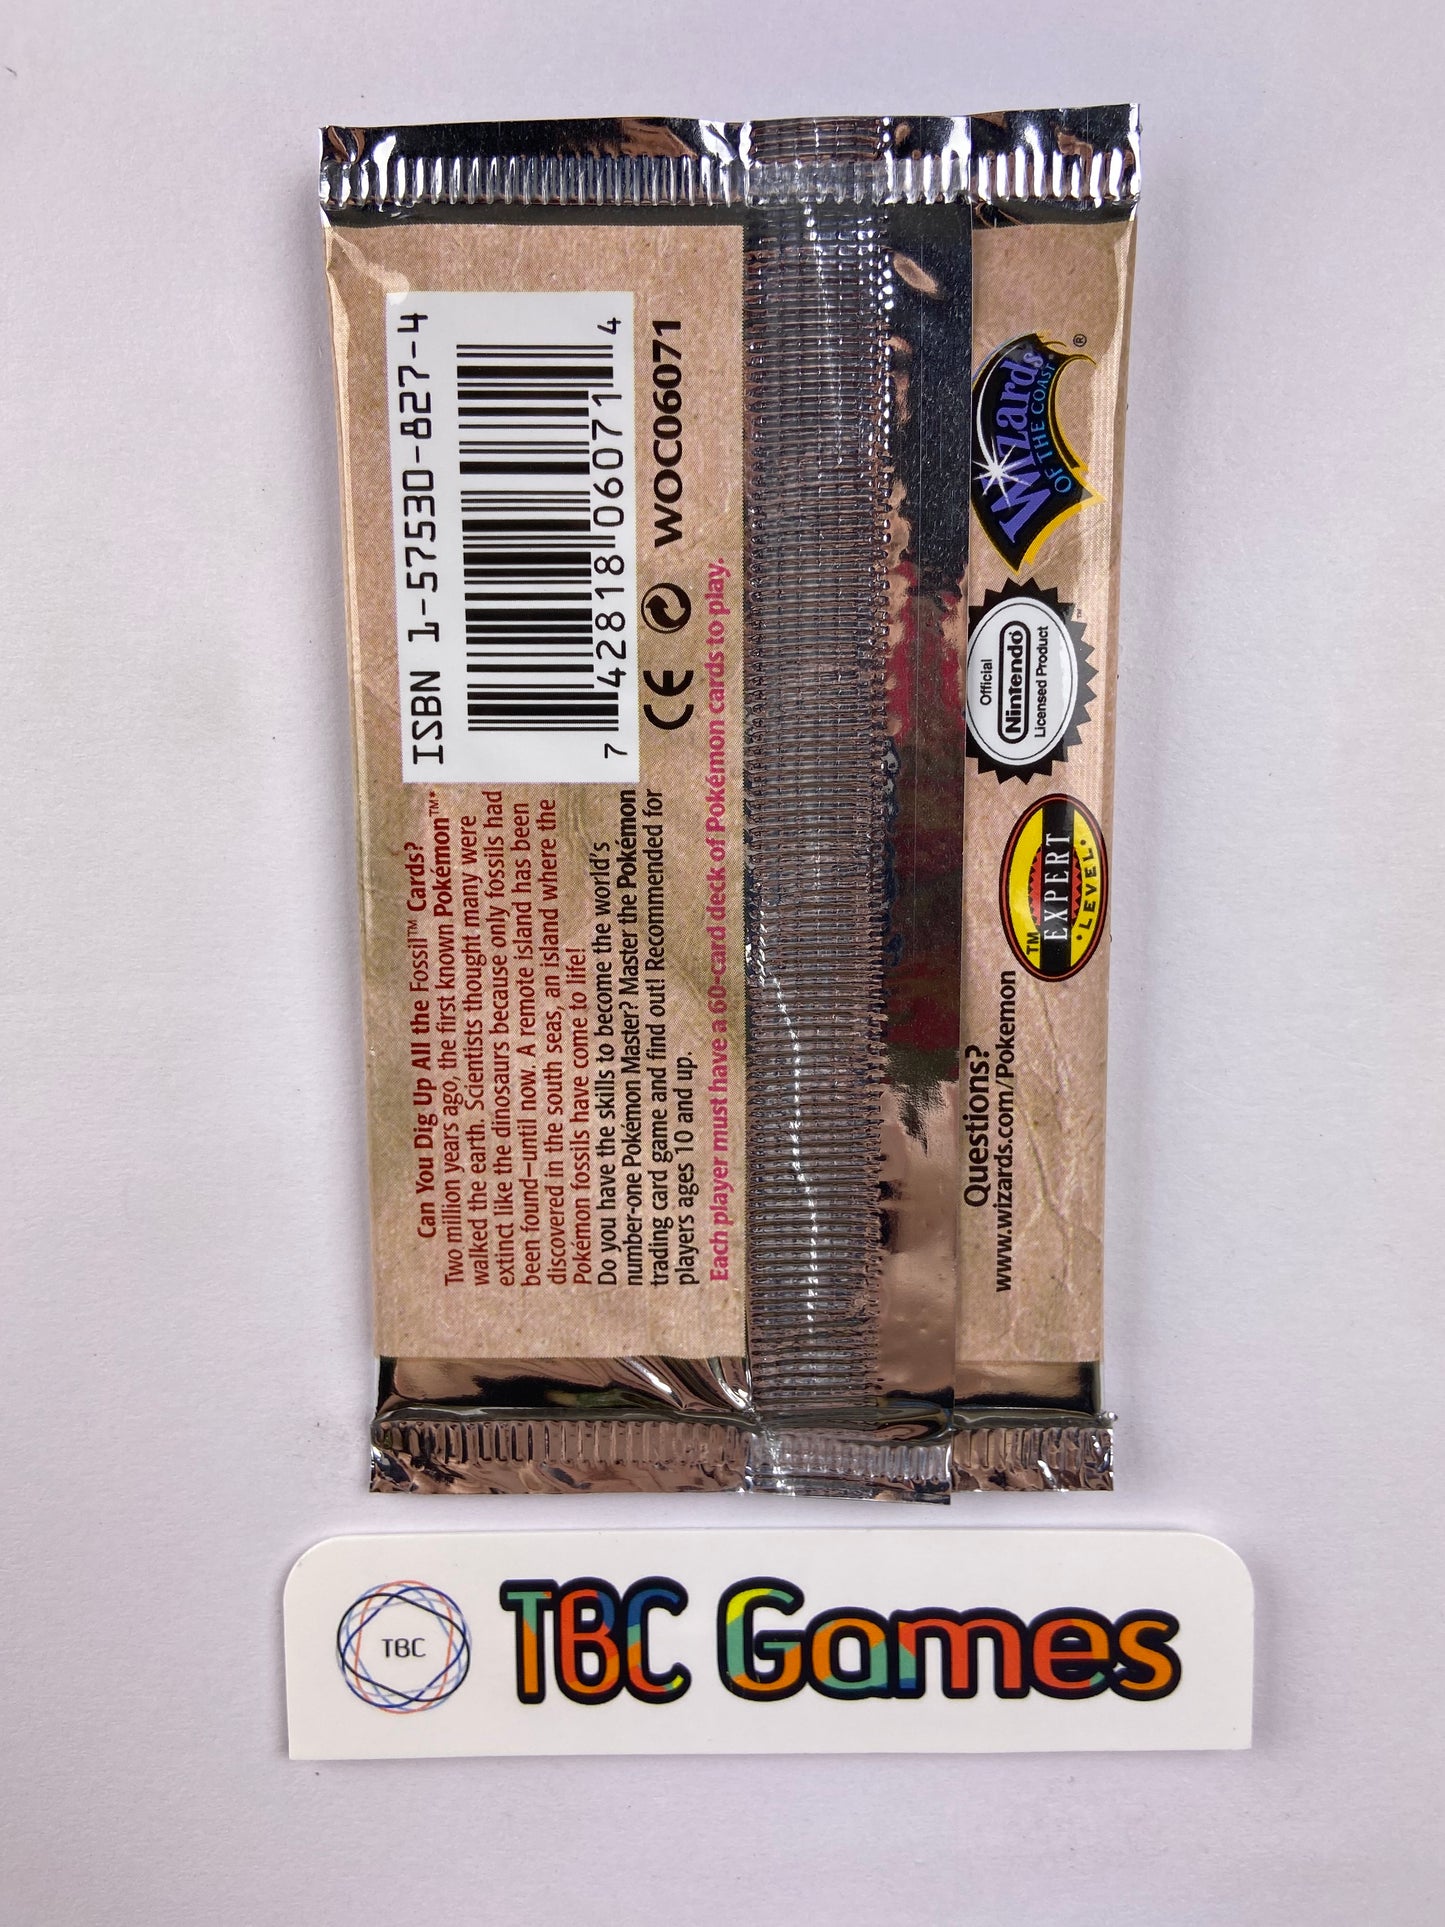 ISBN 1-57530-827-4
7 42818 06071 4
CE WOC06071
Can You Dig Up All the Fossil™ Cards?
Two million years ago, the first known Pokémon™*
walked the earth. Scientists thought many were
extinct like the dinosaurs because only fossils had
been found–until now. A remote island has been
discovered in the south seas, an island where the
Pokémon fossils have come to life!
Do you have the skills to become the world's
number-one Pokémon Master? Master the Pokémon
trading card game and find out! Recommended for
players ages 10 and up.
Each player must have a 60-card deck of Pokémon cards to play.
Questions?
www.wizards.com/Pokemon
TM
EXPERT
•LEVEL•
Official
Nintendo®
Licensed Product
™
Wizards
OF THE COAST®
®
TBC
TBC Games